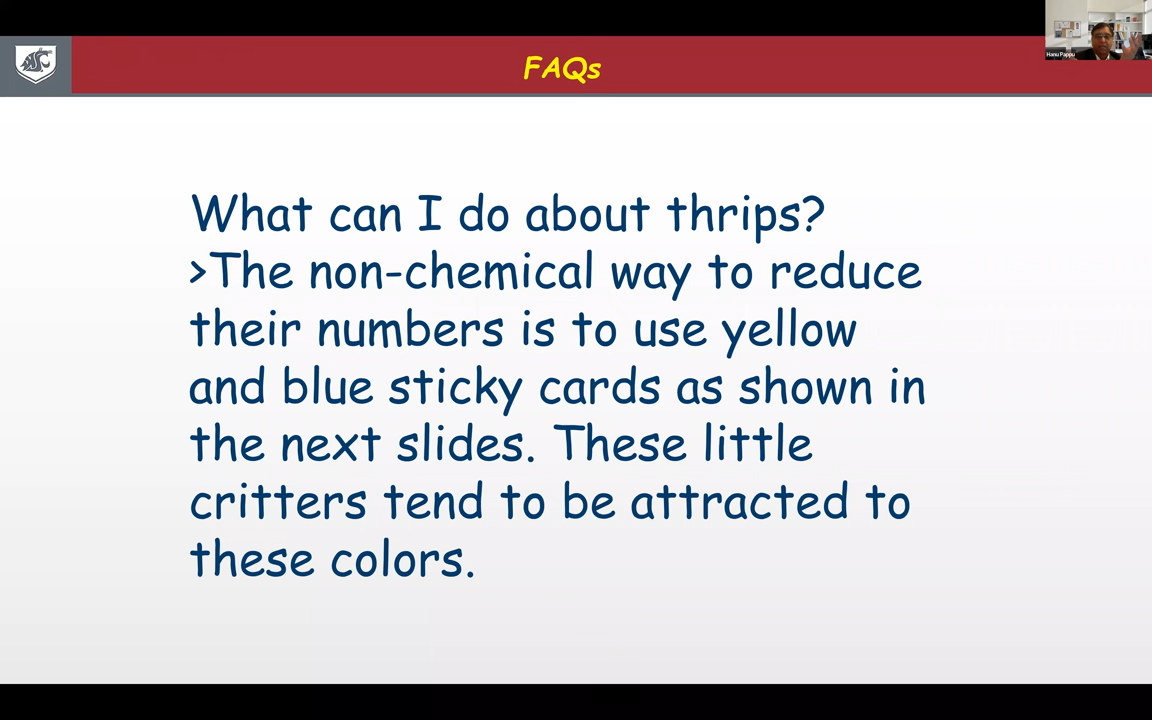 FAQs
Hanu Pappu
What can I do about thrips?
>The non-chemical way to reduce
their numbers is to use yellow
and blue sticky cards as shown in
the next slides. These little
critters tend to be attracted to
these colors.